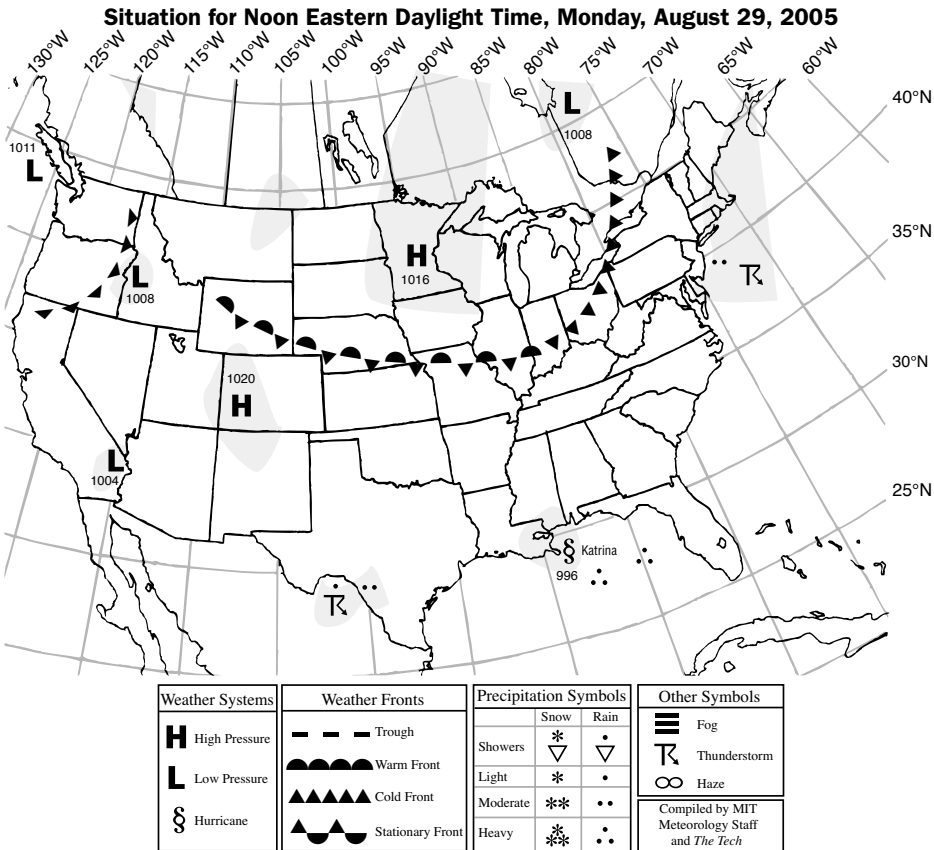 Situation for Noon Eastern Daylight Time, Monday, August 29, 2005
130°W 125°W 120°W 115°W 110°W 105°W 100°W 95°W 90°W 85°W 80°W 75°W 70°W 65°W 60°W
40°N
L
1008
1011
L
35°N
H
1016
L
1008
30°N
1020
H
L
1004
25°N
§ Katrina
996
Weather Systems
H High Pressure
L Low Pressure
§ Hurricane
Weather Fronts
Trough
Warm Front
Cold Front
Stationary Front
Precipitation Symbols
Snow Rain
Showers
Light
Moderate
Heavy
Other Symbols
Fog
Thunderstorm
Haze
Compiled by MIT
Meteorology Staff
and The Tech